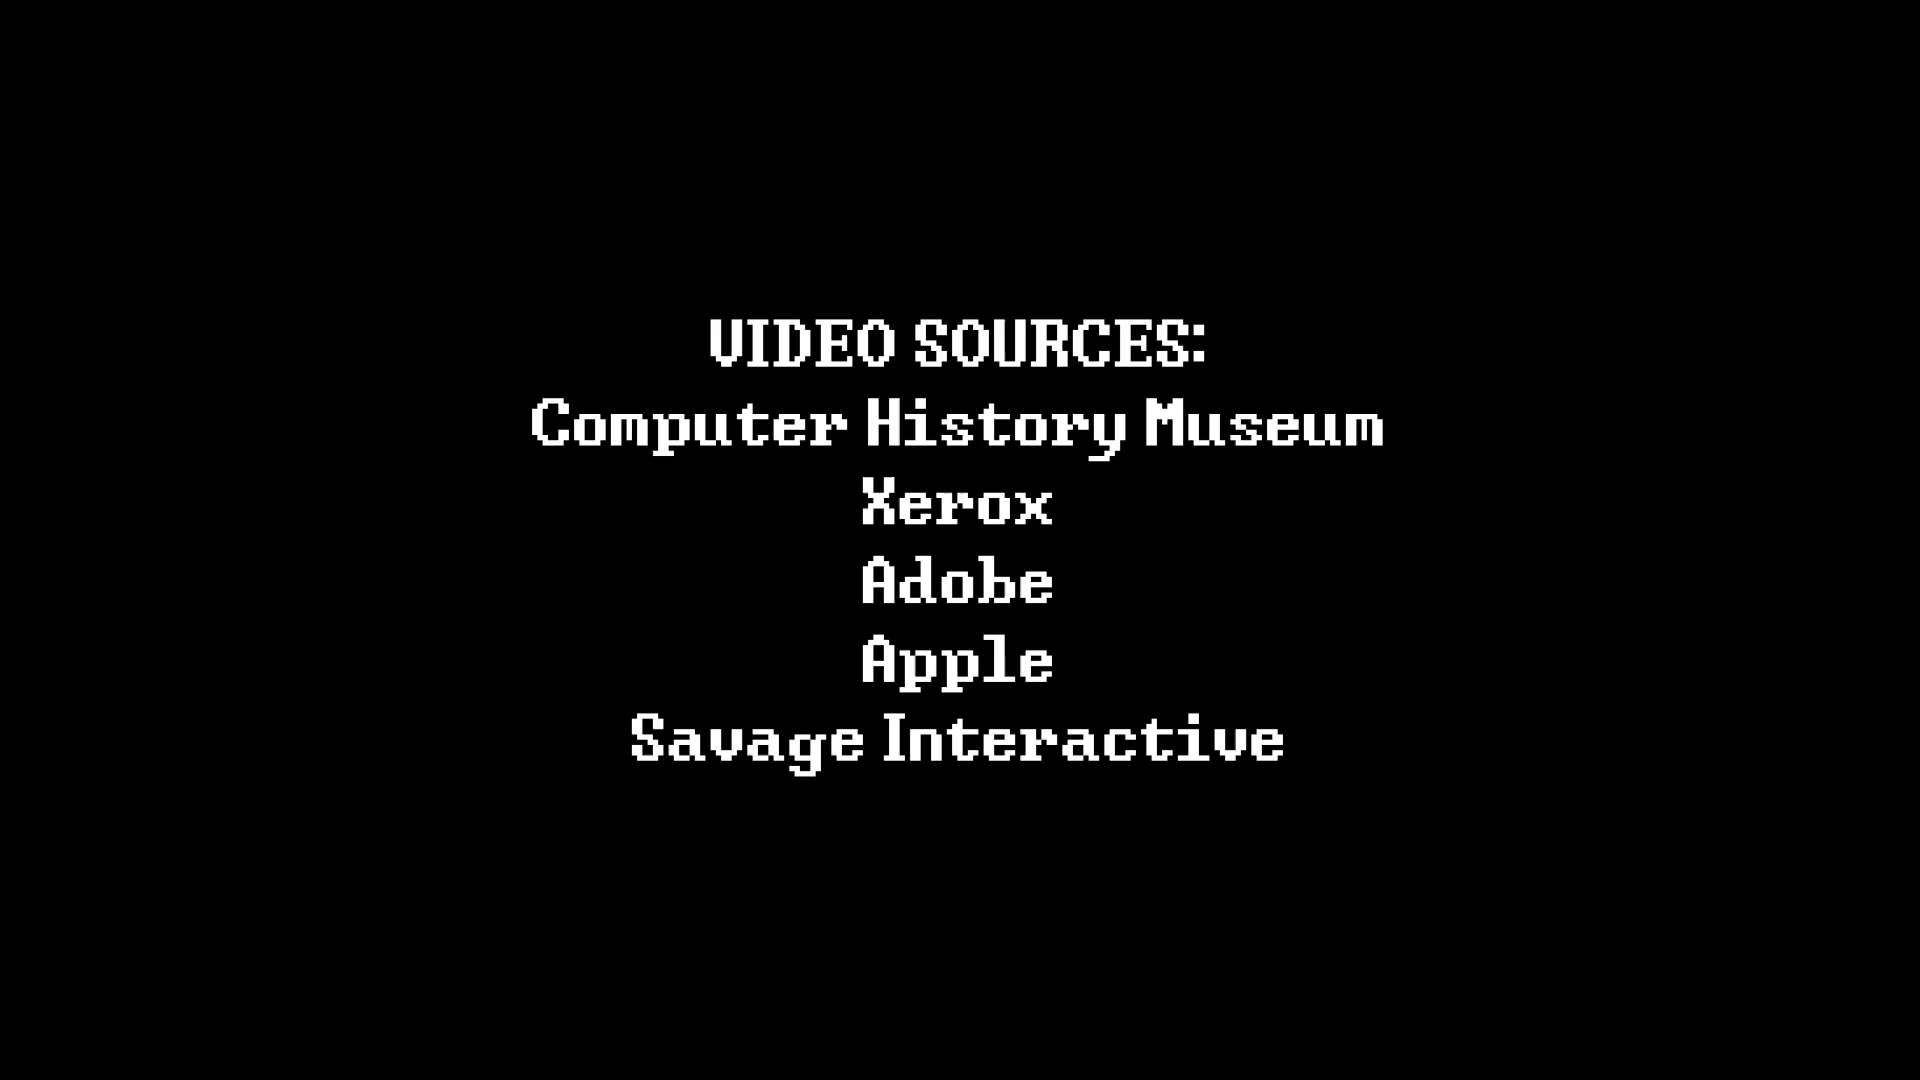 VIDEO SOURCES:
Computer History Museum
Xerox
Adobe
Apple
Savage Interactive